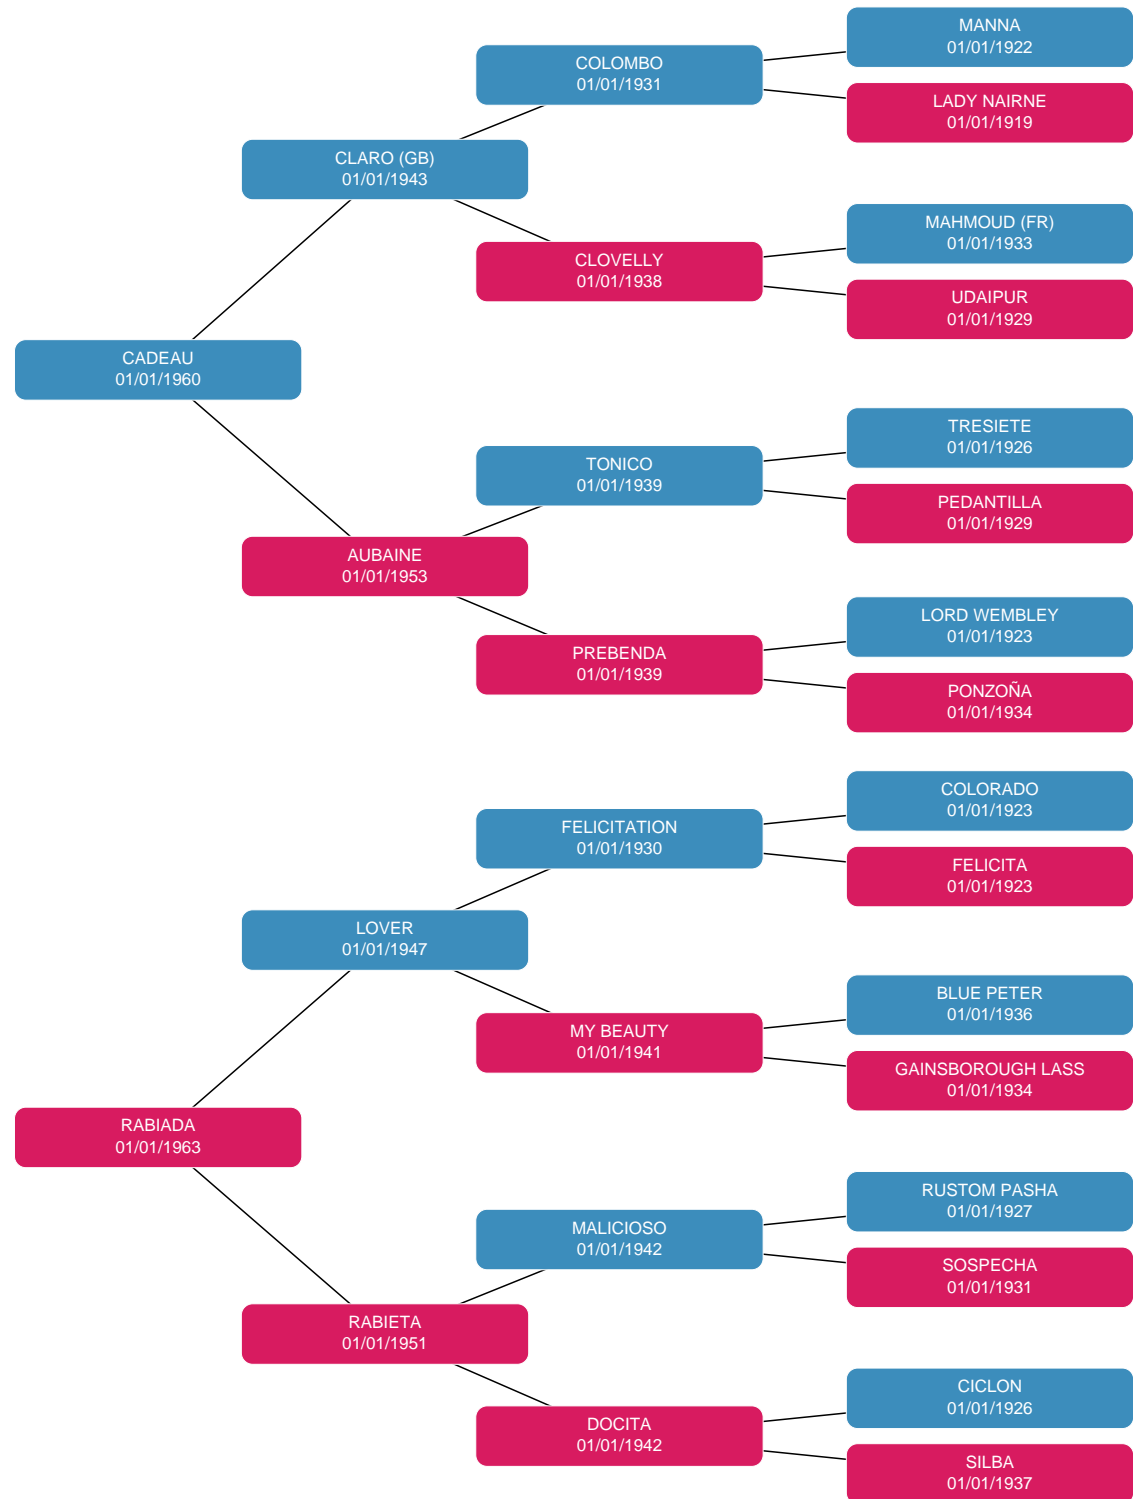 MANNA
01/01/1922
COLOMBO
01/01/1931
LADY NAIRNE
01/01/1919
CLARO (GB)
01/01/1943
MAHMOUD (FR)
01/01/1933
CLOVELLY
01/01/1938
UDAIPUR
01/01/1929
CADEAU
01/01/1960
TRESIETE
01/01/1926
TONICO
01/01/1939
PEDANTILLA
01/01/1929
AUBAINE
01/01/1953
LORD WEMBLEY
01/01/1923
PREBENDA
01/01/1939
PONZOÑA
01/01/1934
COLORADO
01/01/1923
FELICITATION
01/01/1930
FELICITA
01/01/1923
LOVER
01/01/1947
BLUE PETER
01/01/1936
MY BEAUTY
01/01/1941
GAINSBOROUGH LASS
01/01/1934
RABIADA
01/01/1963
RUSTOM PASHA
01/01/1927
MALICIOSO
01/01/1942
SOSPECHA
01/01/1931
RABIETA
01/01/1951
CICLON
01/01/1926
DOCITA
01/01/1942
SILBA
01/01/1937